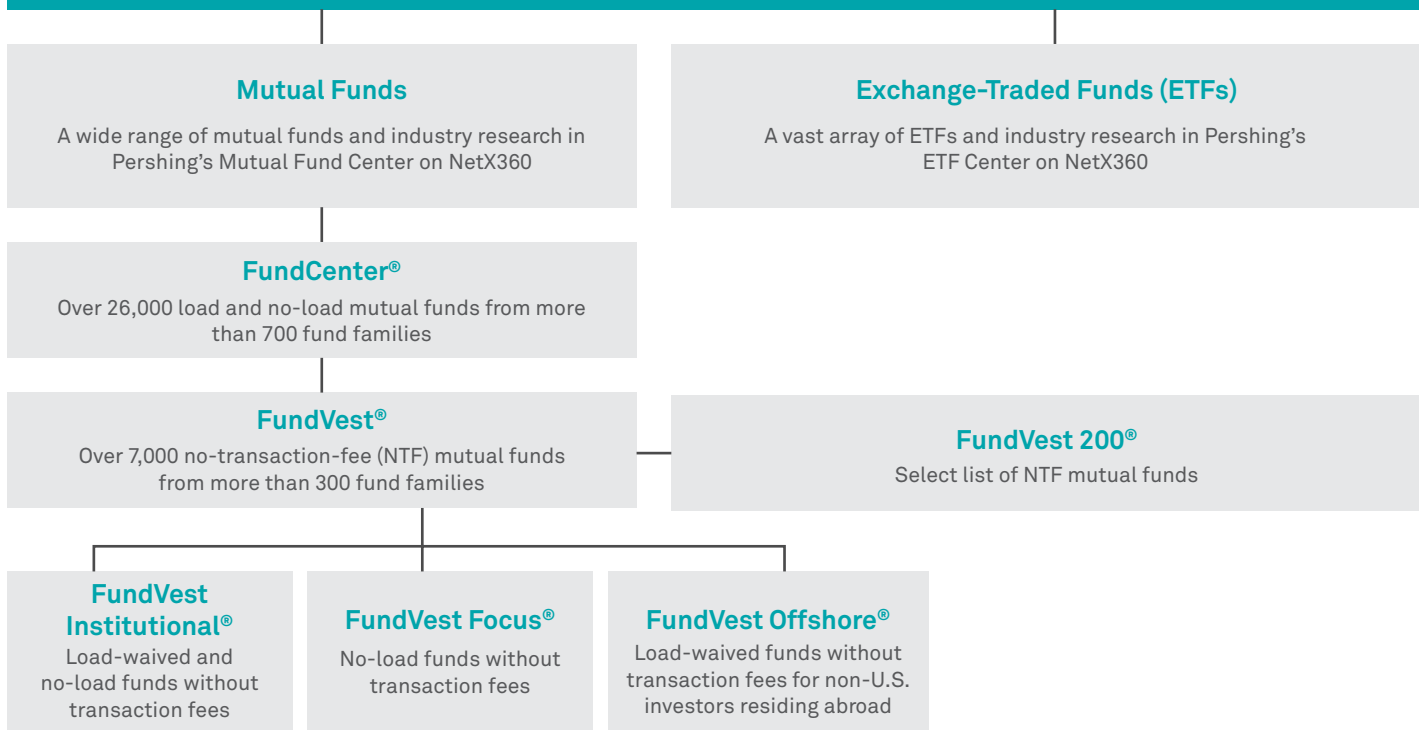 Mutual Funds
A wide range of mutual funds and industry research in
Pershing’s Mutual Fund Center on NetX360
Exchange-Traded Funds (ETFs)
A vast array of ETFs and industry research in Pershing’s
ETF Center on NetX360
FundCenter®
Over 26,000 load and no-load mutual funds from more
than 700 fund families
FundVest®
Over 7,000 no-transaction-fee (NTF) mutual funds
from more than 300 fund families
FundVest 200®
Select list of NTF mutual funds
FundVest
Institutional®
Load-waived and
no-load funds without
transaction fees
FundVest Focus®
No-load funds without
transaction fees
FundVest Offshore®
Load-waived funds without
transaction fees for non-U.S.
investors residing abroad